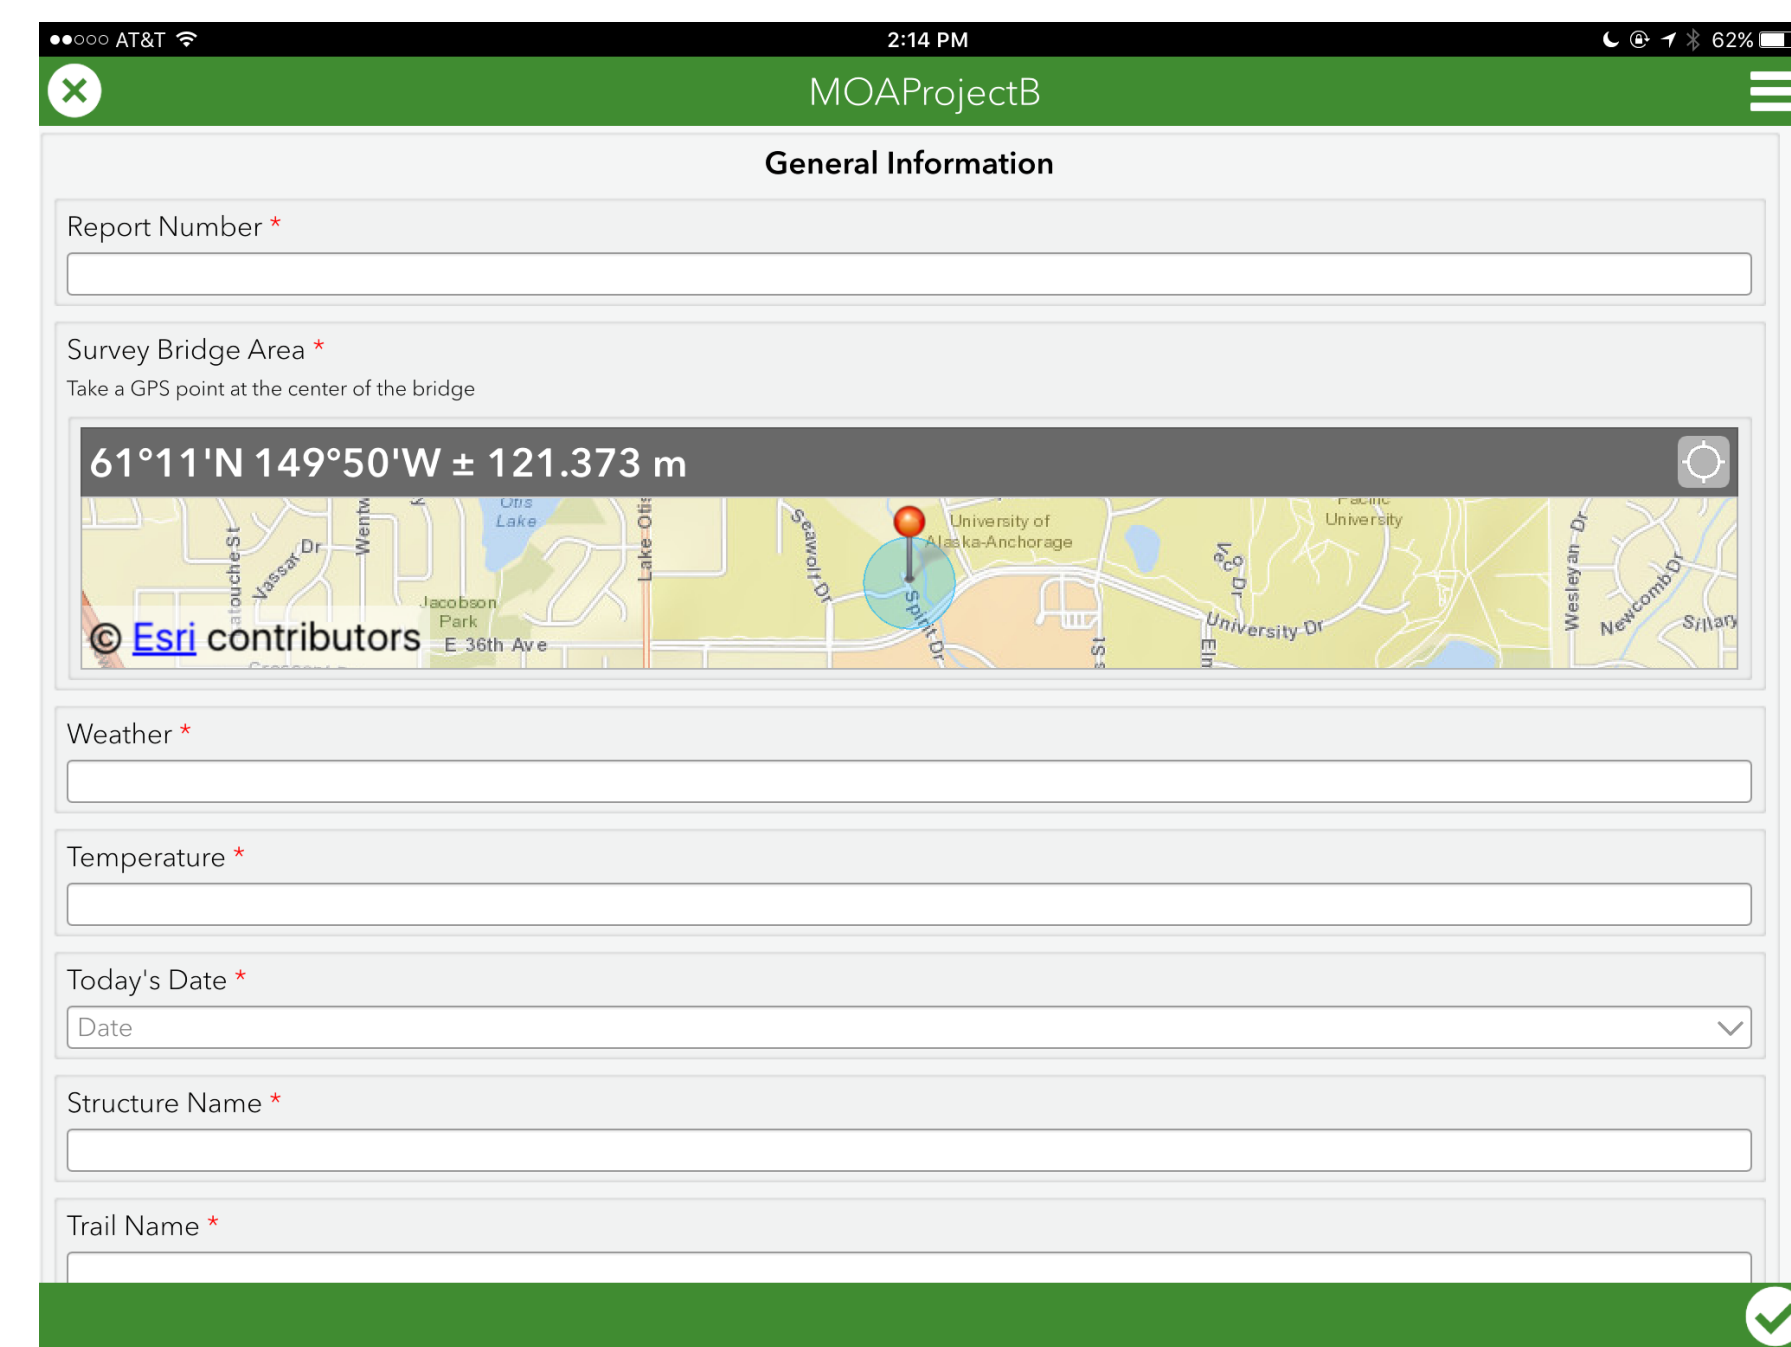 AT&T 2:14 PM 62%
MOAProjectB
General Information
Report Number *
Survey Bridge Area *
Take a GPS point at the center of the bridge
61°11'N 149°50'W ± 121.373 m
Otis
Lake
Wentw
Lake Otis
Seawolf Dr
University of
Alaska-Anchorage
Pacific
University
Vassar Dr
Jacobson
Park
E 36th Ave
Spirit Dr
University Dr
Wesleyan Dr
Newcomb Dr
Sillary
© Esri contributors
Weather *
Temperature *
Today's Date *
Date
Structure Name *
Trail Name *